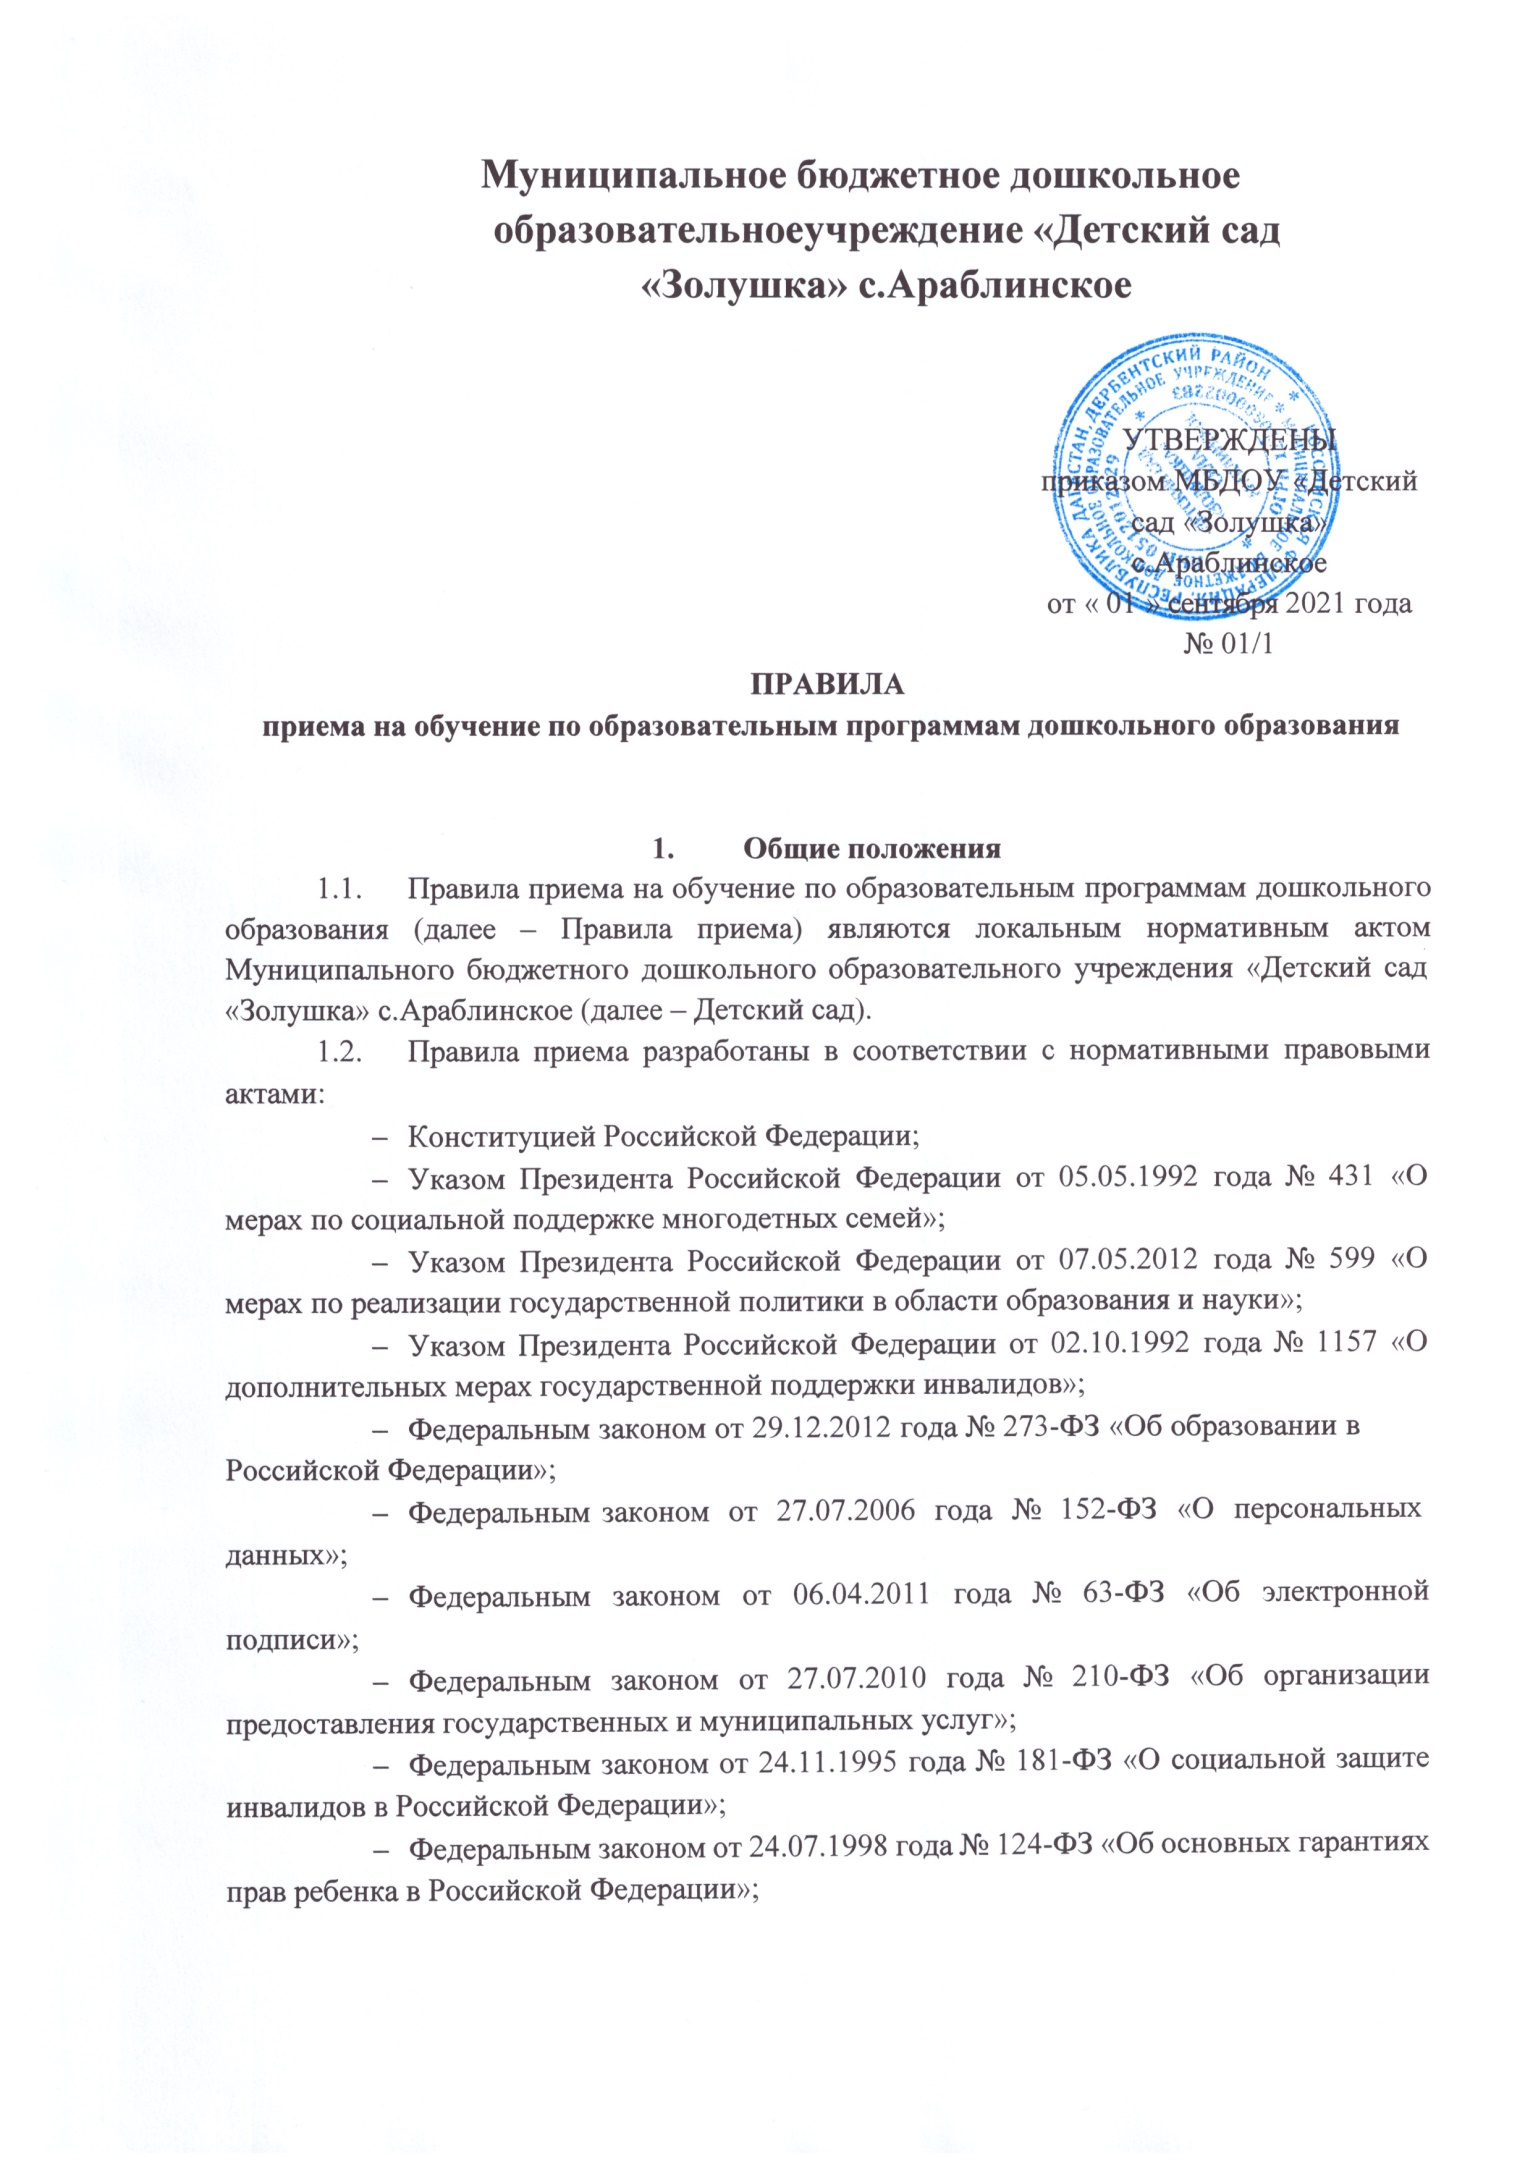 Муниципальное бюджетное дошкольное
образовательноеучреждение «Детский сад
«Золушка» с.Араблинское
УТВЕРЖДЕНЫ
приказом МБДОУ «Детский
сад «Золушка»
с.Араблинское
от « 01 » сентября 2021 года
№ 01/1
ПРАВИЛА
приема на обучение по образовательным программам дошкольного образования
1. Общие положения
1.1. Правила приема на обучение по образовательным программам дошкольного
образования (далее – Правила приема) являются локальным нормативным актом
Муниципального бюджетного дошкольного образовательного учреждения «Детский сад
«Золушка» с.Араблинское (далее – Детский сад).
1.2. Правила приема разработаны в соответствии с нормативными правовыми
актами:
– Конституцией Российской Федерации;
– Указом Президента Российской Федерации от 05.05.1992 года № 431 «О
мерах по социальной поддержке многодетных семей»;
– Указом Президента Российской Федерации от 07.05.2012 года № 599 «О
мерах по реализации государственной политики в области образования и науки»;
– Указом Президента Российской Федерации от 02.10.1992 года № 1157 «О
дополнительных мерах государственной поддержки инвалидов»;
– Федеральным законом от 29.12.2012 года № 273-ФЗ «Об образовании в
Российской Федерации»;
– Федеральным законом от 27.07.2006 года № 152-ФЗ «О персональных
данных»;
– Федеральным законом от 06.04.2011 года № 63-ФЗ «Об электронной
подписи»;
– Федеральным законом от 27.07.2010 года № 210-ФЗ «Об организации
предоставления государственных и муниципальных услуг»;
– Федеральным законом от 24.11.1995 года № 181-ФЗ «О социальной защите
инвалидов в Российской Федерации»;
– Федеральным законом от 24.07.1998 года № 124-ФЗ «Об основных гарантиях
прав ребенка в Российской Федерации»;
РОССИЙСКАЯ ФЕДЕРАЦИЯ, РЕСПУБЛИКА ДАГЕСТАН, ДЕРБЕНТСКИЙ РАЙОН
МУНИЦИПАЛЬНОЕ БЮДЖЕТНОЕ ДОШКОЛЬНОЕ ОБРАЗОВАТЕЛЬНОЕ УЧРЕЖДЕНИЕ